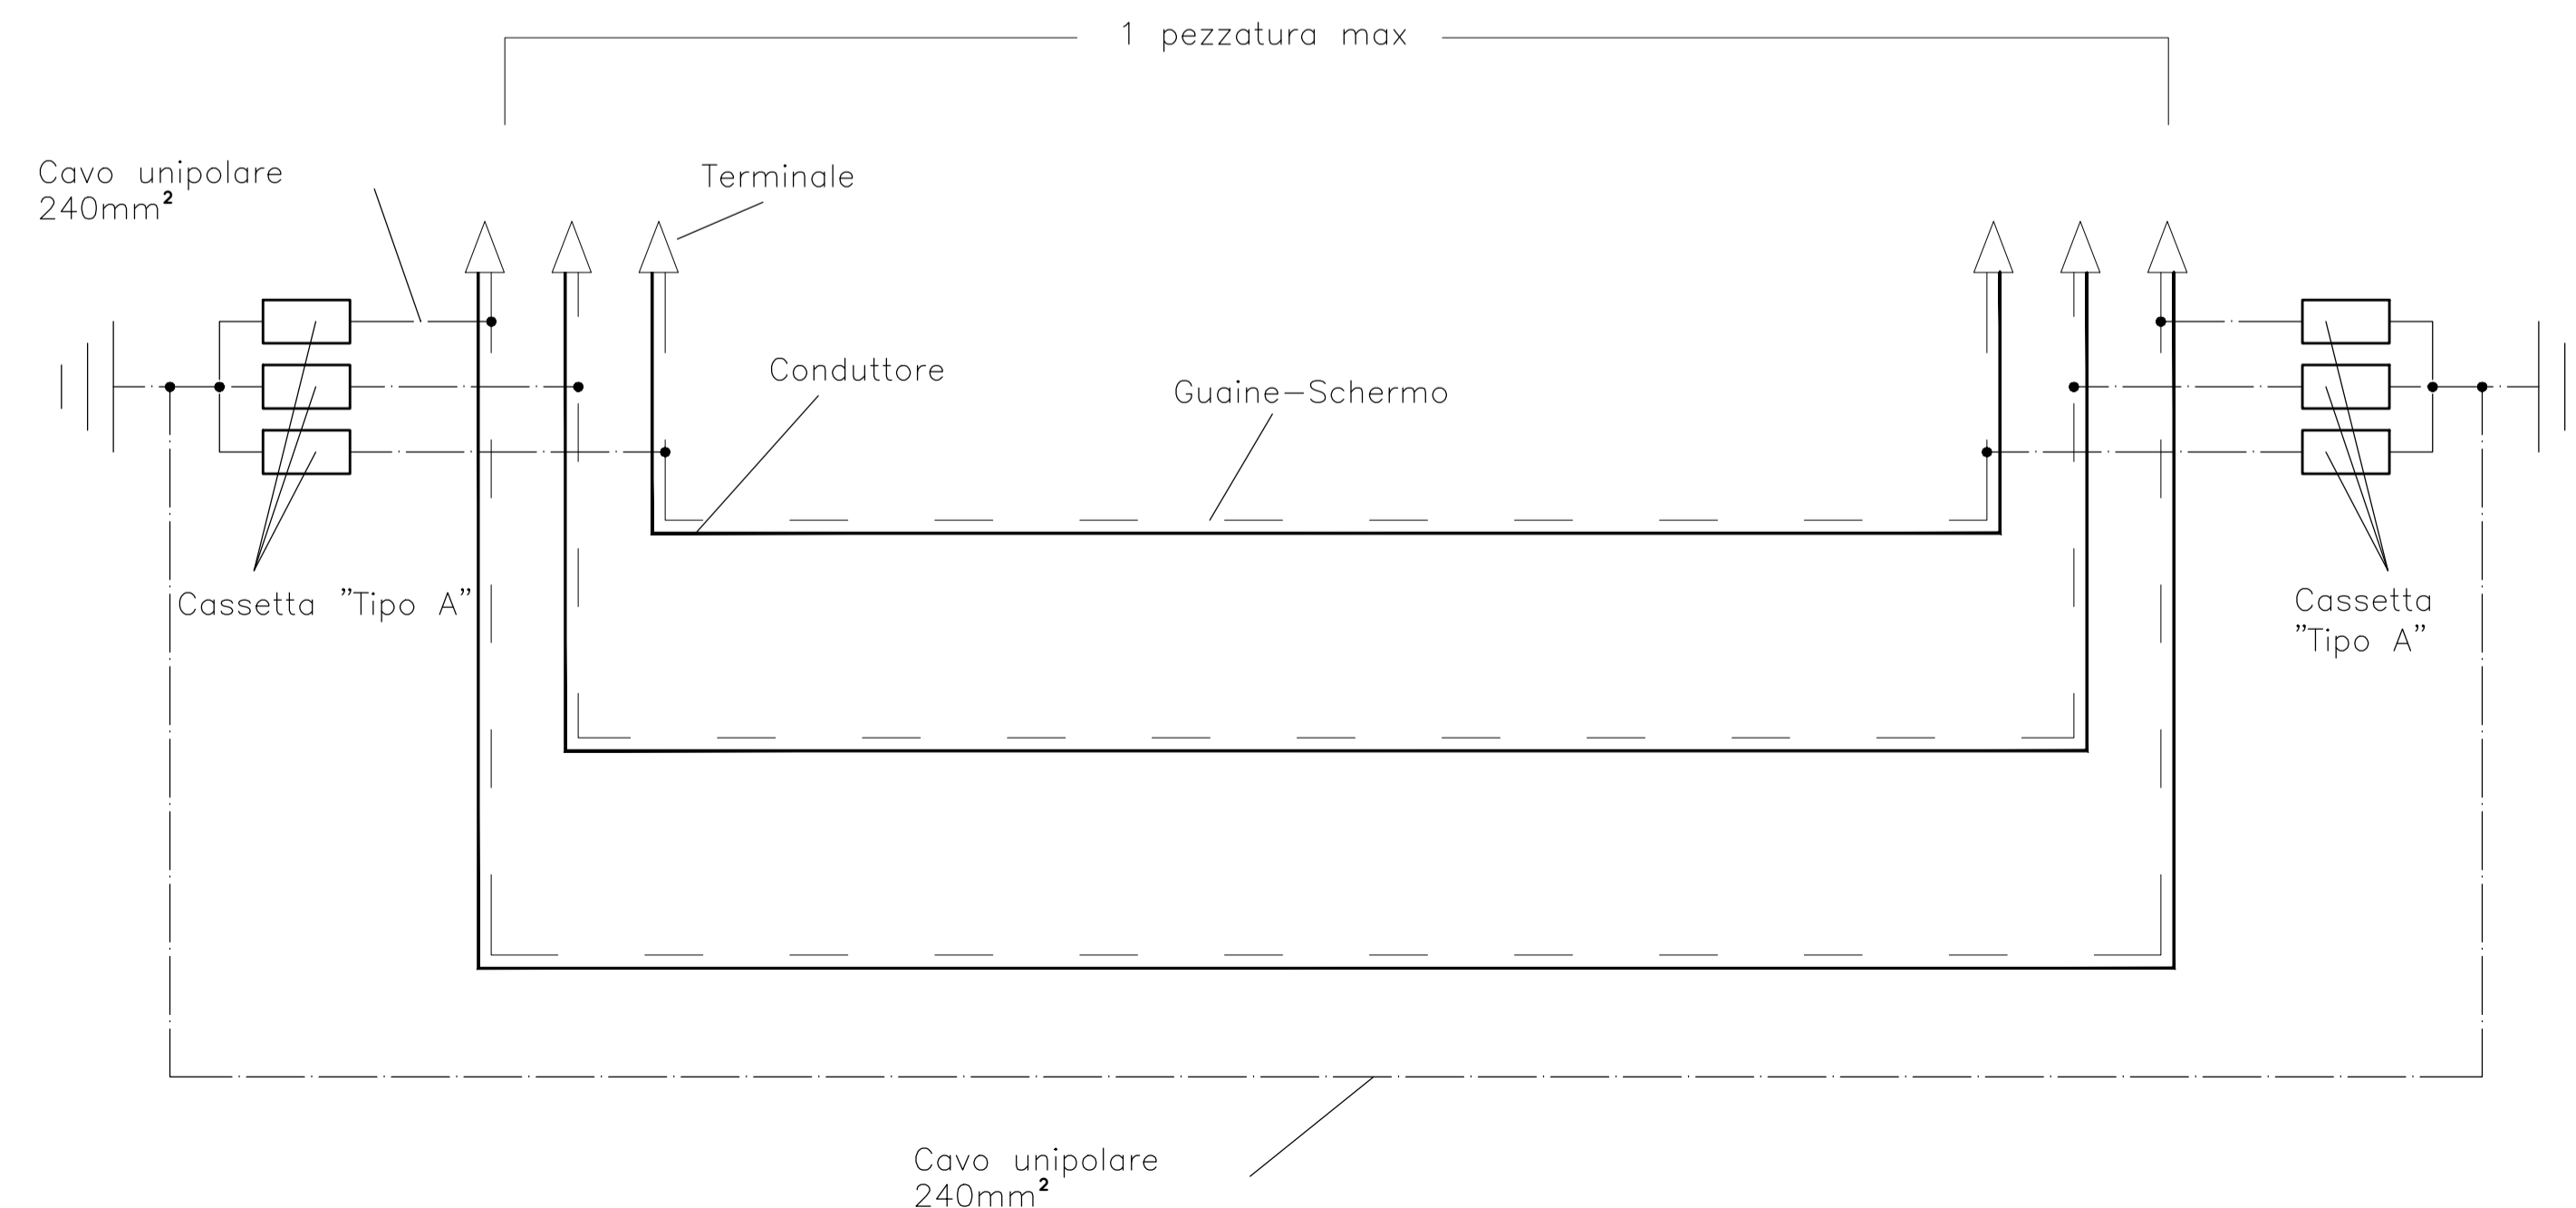 1 pezzatura max
Cavo unipolare
240mm²
Terminale
Conduttore
Guaine-Schermo
Cassetta "Tipo A"
Cassetta
"Tipo A"
Cavo unipolare
240mm²